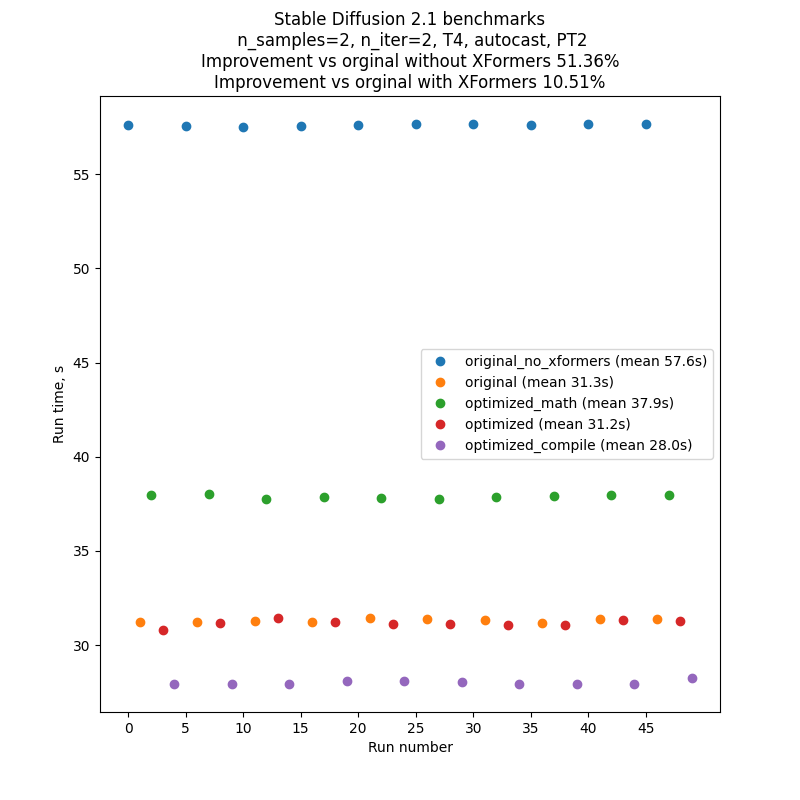 Stable Diffusion 2.1 benchmarks
n_samples=2, n_iter=2, T4, autocast, PT2
Improvement vs orginal without XFormers 51.36%
Improvement vs orginal with XFormers 10.51%
55
50
45
40
35
30
Run time, s
original_no_xformers (mean 57.6s)
original (mean 31.3s)
optimized_math (mean 37.9s)
optimized (mean 31.2s)
optimized_compile (mean 28.0s)
0 5 10 15 20 25 30 35 40 45
Run number